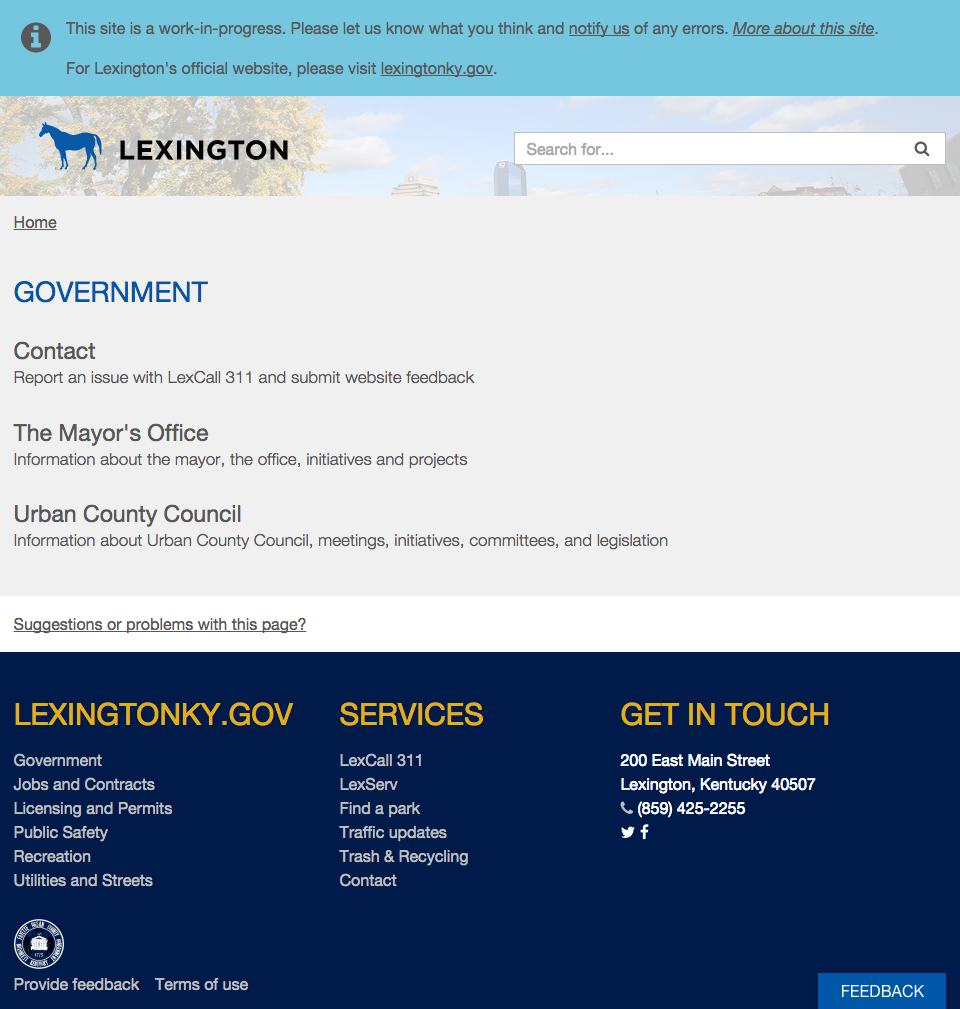 This site is a work-in-progress. Please let us know what you think and notify us of any errors. More about this site.
For Lexington's official website, please visit lexingtonky.gov.
LEXINGTON
Search for...
Home
GOVERNMENT
Contact
Report an issue with LexCall 311 and submit website feedback
The Mayor's Office
Information about the mayor, the office, initiatives and projects
Urban County Council
Information about Urban County Council, meetings, initiatives, committees, and legislation
Suggestions or problems with this page?
LEXINGTONKY.GOV
Government
Jobs and Contracts
Licensing and Permits
Public Safety
Recreation
Utilities and Streets
SERVICES
LexCall 311
LexServ
Find a park
Traffic updates
Trash & Recycling
Contact
GET IN TOUCH
200 East Main Street
Lexington, Kentucky 40507
(859) 425-2255
Provide feedback Terms of use
FEEDBACK